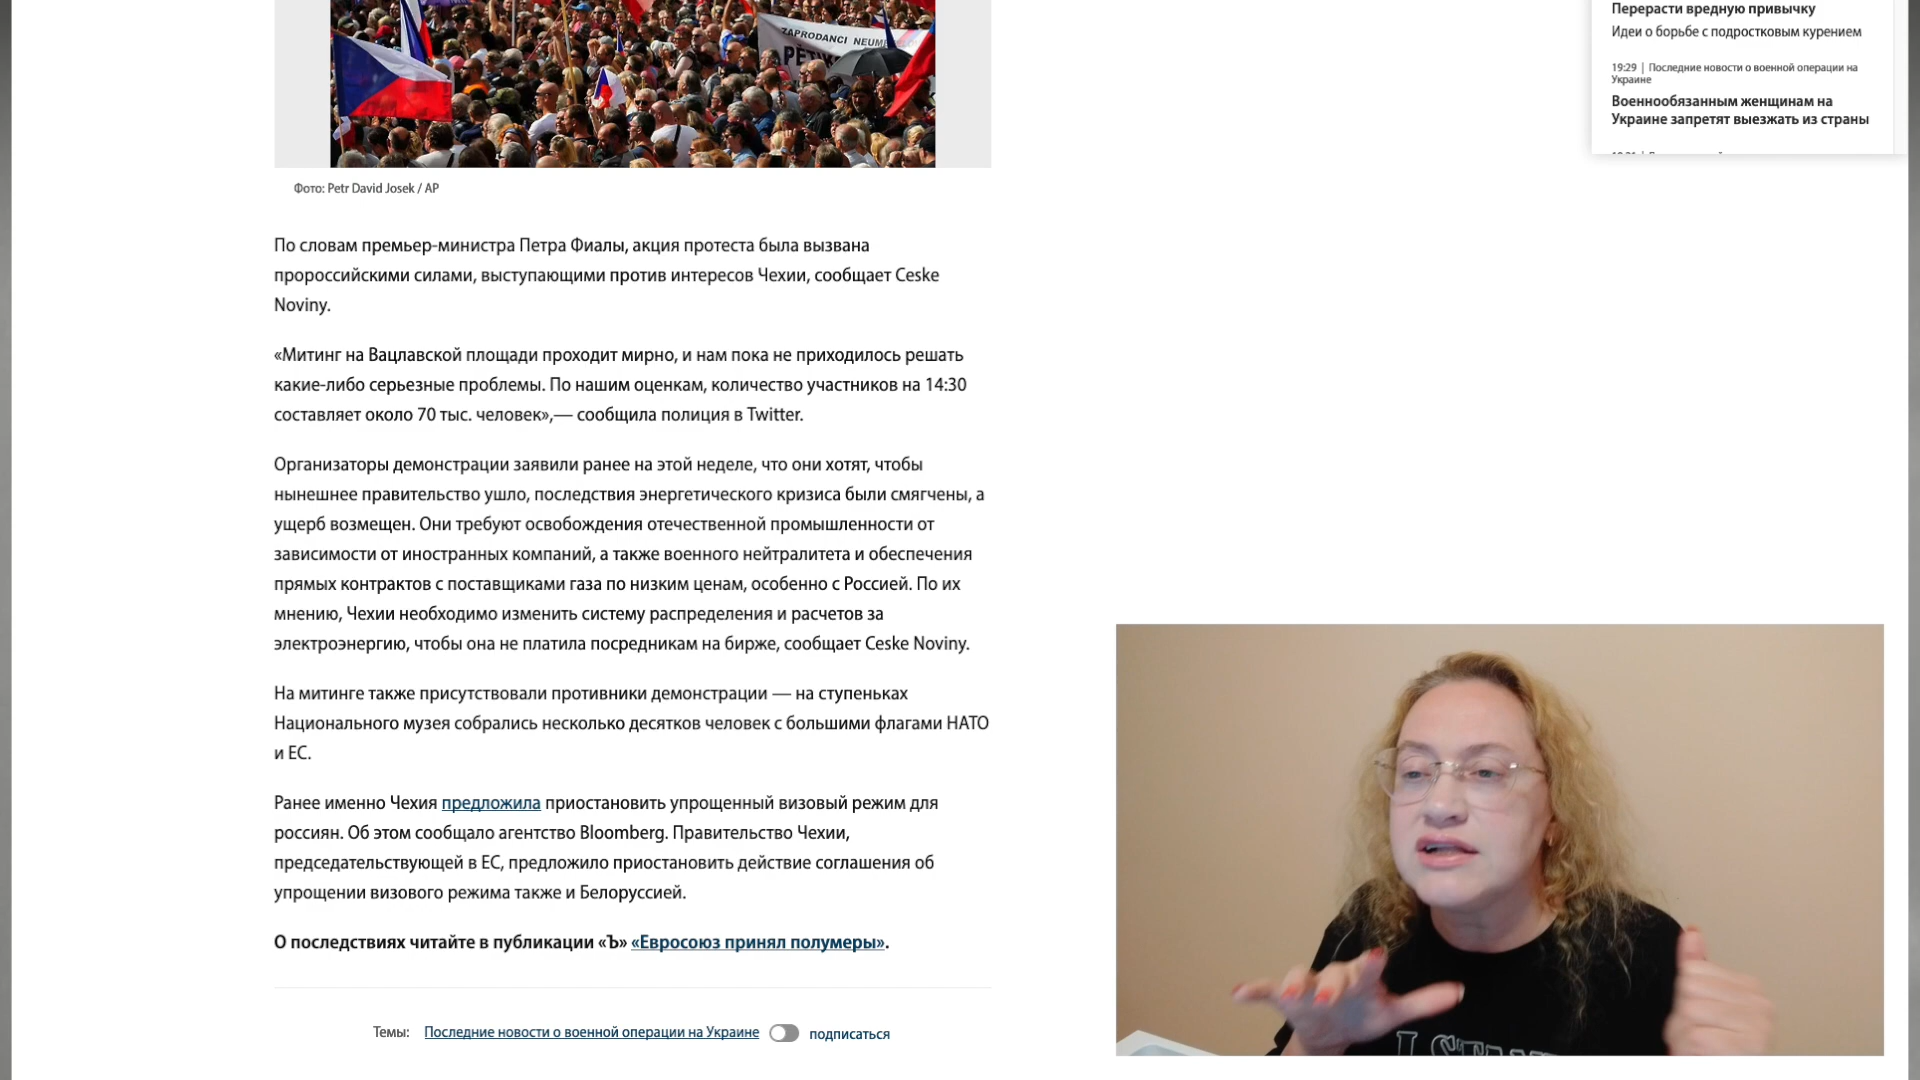 ZAPRODANCI
PĚTI
Фото: Petr David Josek / AP
По словам премьер-министра Петра Фиалы, акция протеста была вызвана
пророссийскими силами, выступающими против интересов Чехии, сообщает Ceske
Noviny.
«Митинг на Вацлавской площади проходит мирно, и нам пока не приходилось решать
какие-либо серьезные проблемы. По нашим оценкам, количество участников на 14:30
составляет около 70 тыс. человек»,— сообщила полиция в Twitter.
Организаторы демонстрации заявили ранее на этой неделе, что они хотят, чтобы
нынешнее правительство ушло, последствия энергетического кризиса были смягчены, а
ущерб возмещен. Они требуют освобождения отечественной промышленности от
зависимости от иностранных компаний, а также военного нейтралитета и обеспечения
прямых контрактов с поставщиками газа по низким ценам, особенно с Россией. По их
мнению, Чехии необходимо изменить систему распределения и расчетов за
электроэнергию, чтобы она не платила посредникам на бирже, сообщает Ceske Noviny.
На митинге также присутствовали противники демонстрации — на ступеньках
Национального музея собрались несколько десятков человек с большими флагами НАТО
и ЕС.
Ранее именно Чехия предложила приостановить упрощенный визовый режим для
россиян. Об этом сообщало агентство Bloomberg. Правительство Чехии,
председательствующей в ЕС, предложило приостановить действие соглашения об
упрощении визового режима также и Белоруссией.
О последствиях читайте в публикации «Ъ» «Евросоюз принял полумеры».
Темы: Последние новости о военной операции на Украине подписаться
Перерасти вредную привычку
Идеи о борьбе с подростковым курением
19:29 | Последние новости о военной операции на
Украине
Военнообязанным женщинам на
Украине запретят выезжать из страны